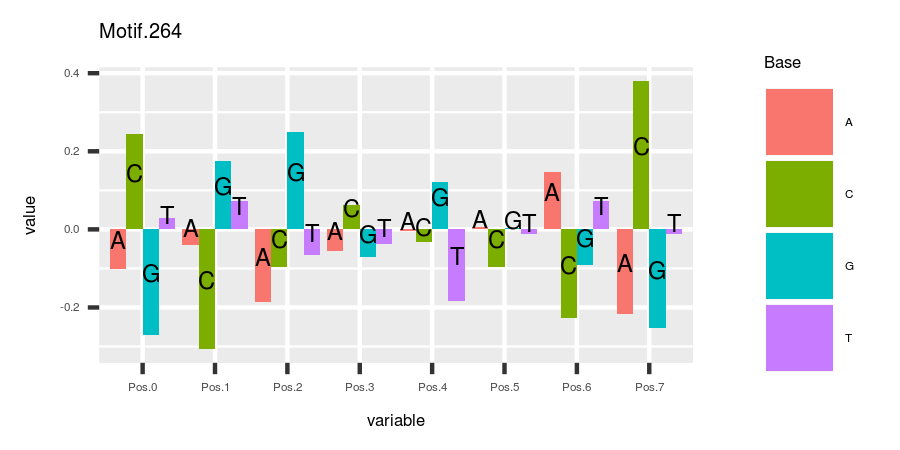 Motif.264
value
0.4
0.2
0.0
-0.2
A C G T A C G T A C G T A C G T A C G T A C G T A C G T A C G T
Pos.0 Pos.1 Pos.2 Pos.3 Pos.4 Pos.5 Pos.6 Pos.7
variable
Base
A
C
G
T